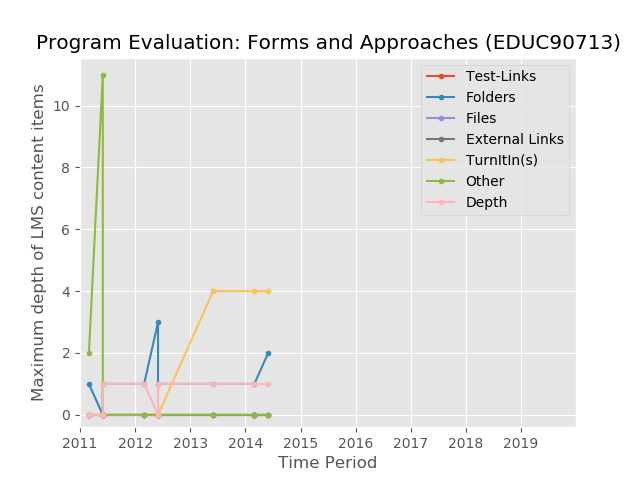 Program Evaluation: Forms and Approaches (EDUC90713)
Test-Links
Folders
Files
External Links
TurnItIn(s)
Other
Depth
Maximum depth of LMS content items
10
8
6
4
2
0
2011 2012 2013 2014 2015 2016 2017 2018 2019
Time Period